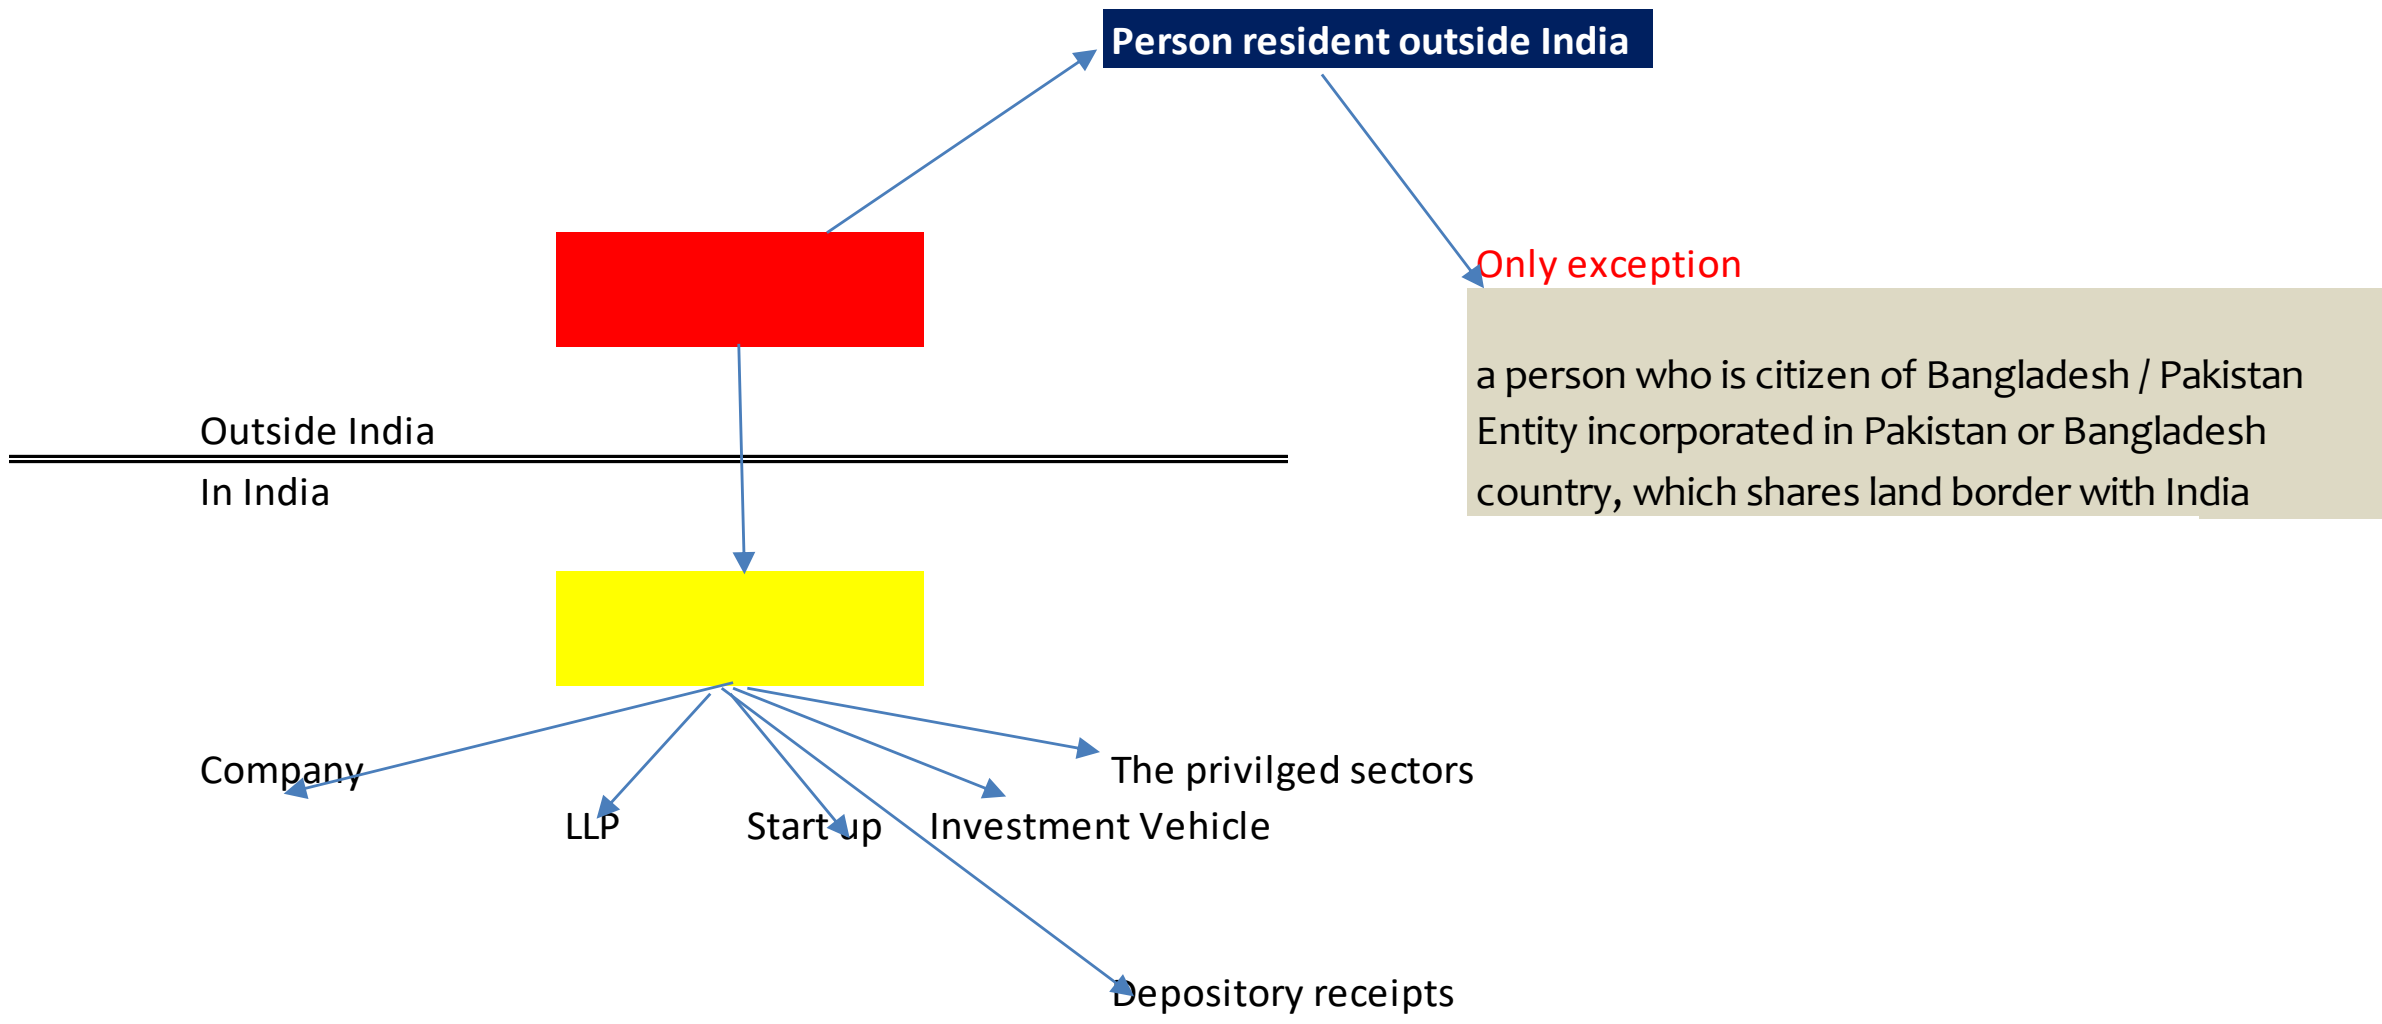 Person resident outside India
Only exception
a person who is citizen of Bangladesh / Pakistan
Entity incorporated in Pakistan or Bangladesh
country, which shares land border with India
Outside India
In India
Company
The privilged sectors
LLP
Start up
Investment Vehicle
Depository receipts